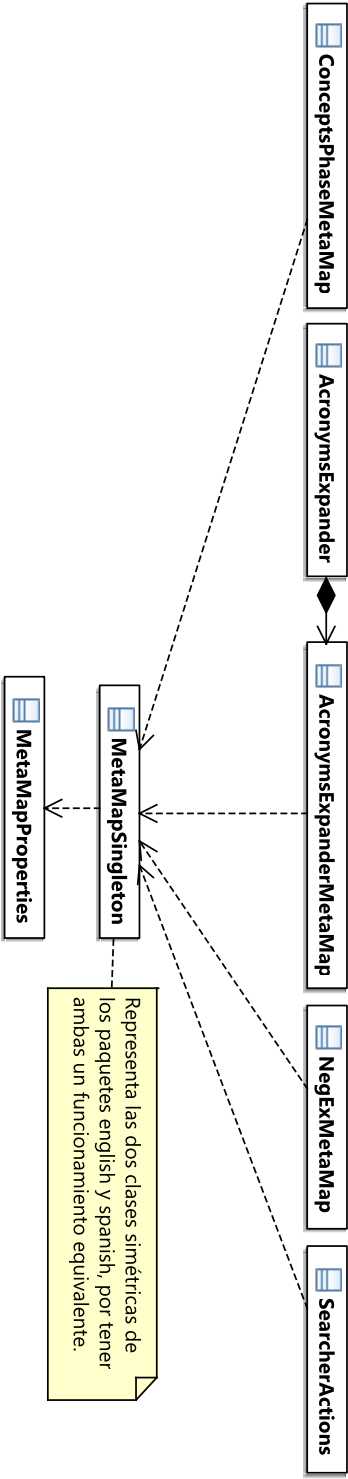 ConceptsPhaseMetaMap
AcronymsExpander
AcronymsExpanderMetaMap
NegExMetaMap
SearcherActions
MetaMapSingleton
Representa las dos clases simétricas de
los paquetes english y spanish, por tener
ambas un funcionamiento equivalente.
MetaMapProperties